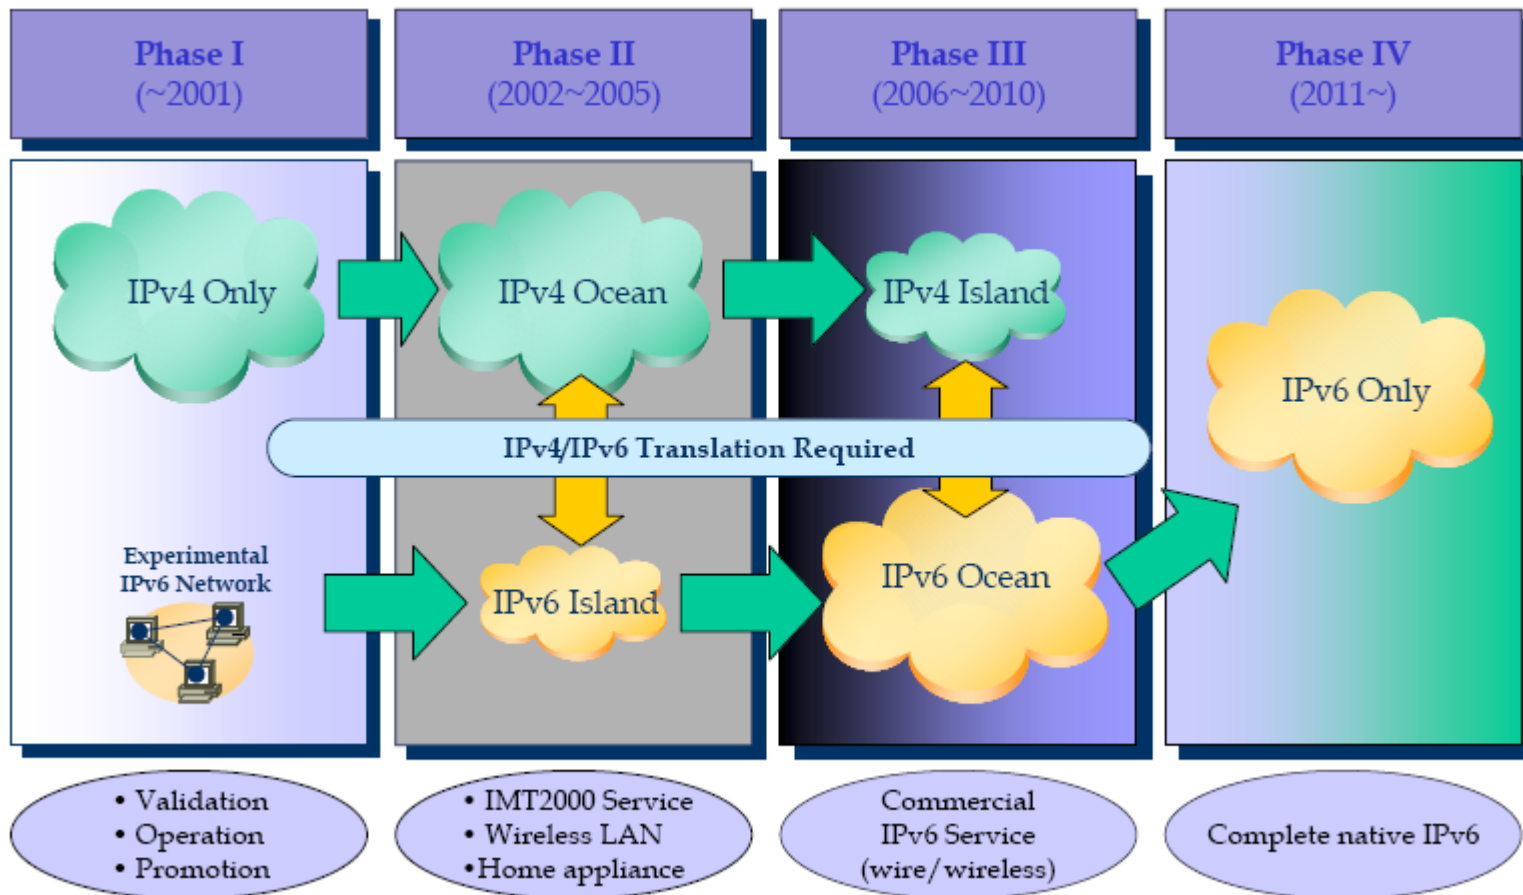 Phase I
(~2001)
Phase II
(2002~2005)
Phase III
(2006~2010)
Phase IV
(2011~)
IPv4 Only
IPv4 Ocean
IPv4 Island
IPv6 Only
IPv4/IPv6 Translation Required
Experimental
IPv6 Network
IPv6 Island
IPv6 Ocean
• Validation
• Operation
• Promotion
• IMT2000 Service
• Wireless LAN
•Home appliance
Commercial
IPv6 Service
(wire/wireless)
Complete native IPv6